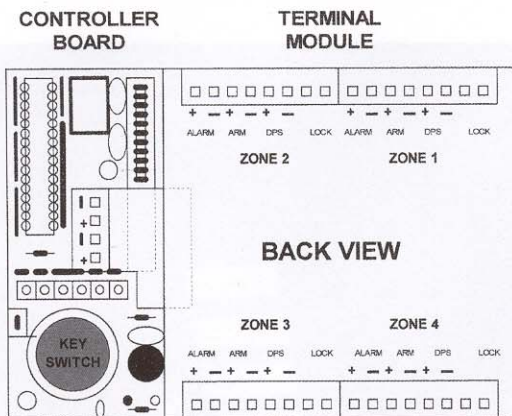 CONTROLLER
BOARD
TERMINAL
MODULE
+ − + − + −
+ − + − + −
ALARM ARM DPS LOCK
ALARM ARM DPS LOCK
ZONE 2
ZONE 1
− + − +
BACK VIEW
ZONE 3
ZONE 4
KEY
SWITCH
ALARM ARM DPS LOCK
ALARM ARM DPS LOCK
+ − + − + −
+ − + − + −